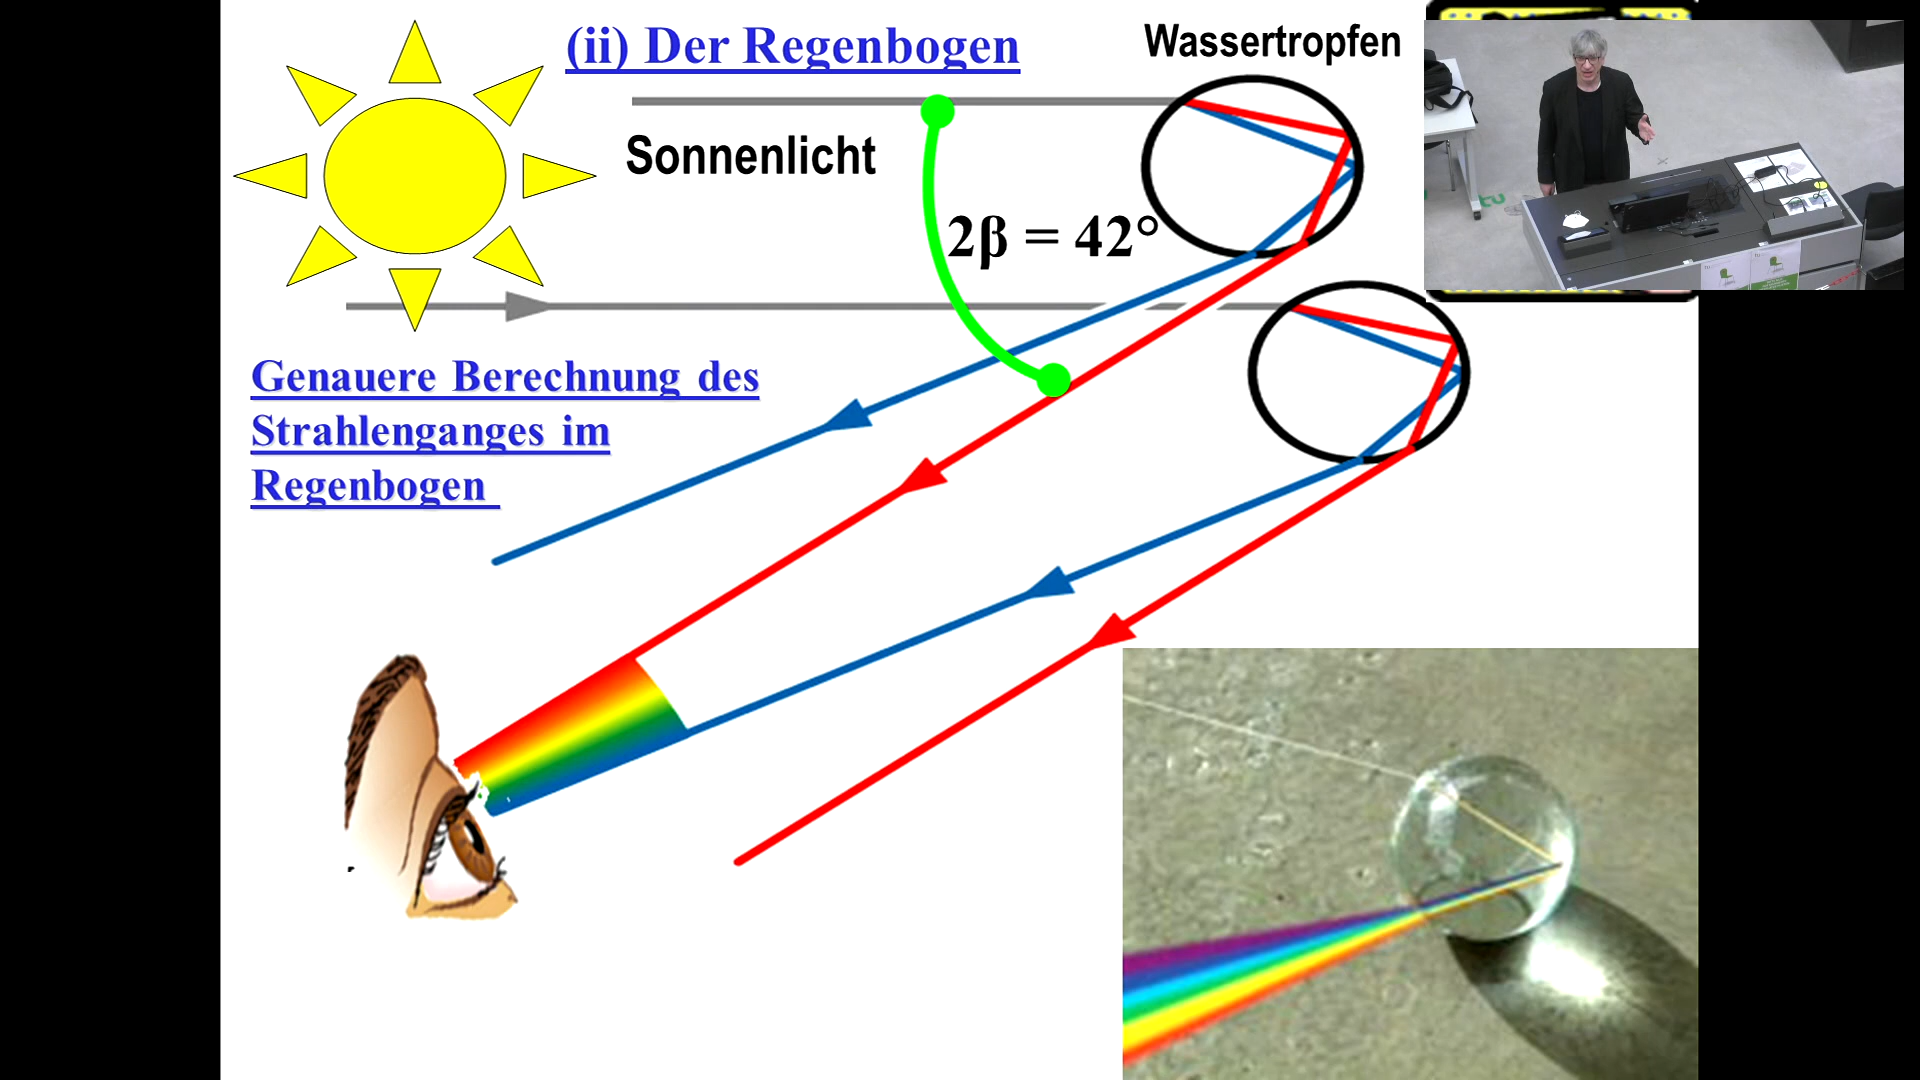 (ii) Der Regenbogen
Wassertropfen
Sonnenlicht
2β = 42°
Genauere Berechnung des
Strahlenganges im
Regenbogen